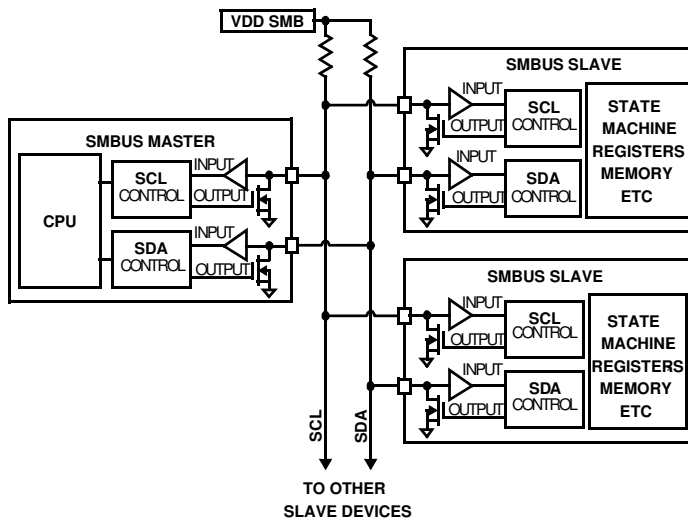 VDD SMB
SMBUS MASTER
CPU
SCL
CONTROL
INPUT
OUTPUT
SDA
CONTROL
INPUT
OUTPUT
SMBUS SLAVE
INPUT
OUTPUT
SCL
CONTROL
INPUT
OUTPUT
SDA
CONTROL
STATE
MACHINE
REGISTERS
MEMORY
ETC
SMBUS SLAVE
INPUT
OUTPUT
SCL
CONTROL
INPUT
OUTPUT
SDA
CONTROL
STATE
MACHINE
REGISTERS
MEMORY
ETC
SCL
SDA
TO OTHER
SLAVE DEVICES